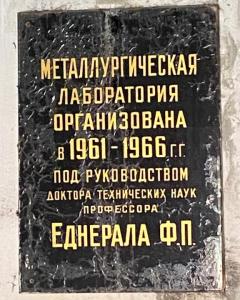 МЕТАЛЛУРГИЧЕСКАЯ
ЛАБОРАТОРИЯ
ОРГАНИЗОВАНА
В 1961-1966 Г.Г.
ПОД РУКОВОДСТВОМ
ДОКТОРА ТЕХНИЧЕСКИХ НАУК
ПРОФЕССОРА
ЕДНЕРАЛА Ф.П.